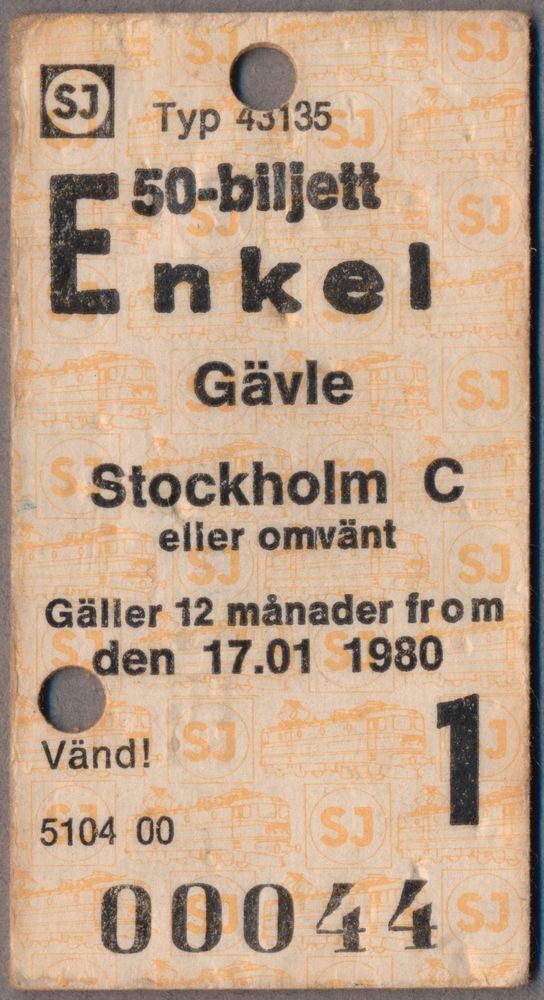 SJ
Typ 43135
50-biljett
Enkel
Gävle
Stockholm C
eller omvänt
Gäller 12 månader from
den 17.01 1980
1
Vänd!
5104 00
00044